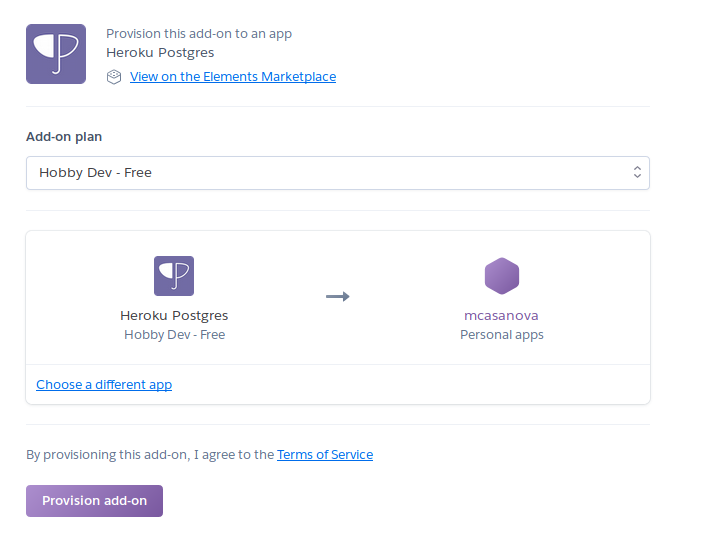 Provision this add-on to an app
Heroku Postgres
View on the Elements Marketplace
Add-on plan
Hobby Dev - Free
Heroku Postgres
Hobby Dev - Free
mcasanova
Personal apps
Choose a different app
By provisioning this add-on, I agree to the Terms of Service
Provision add-on